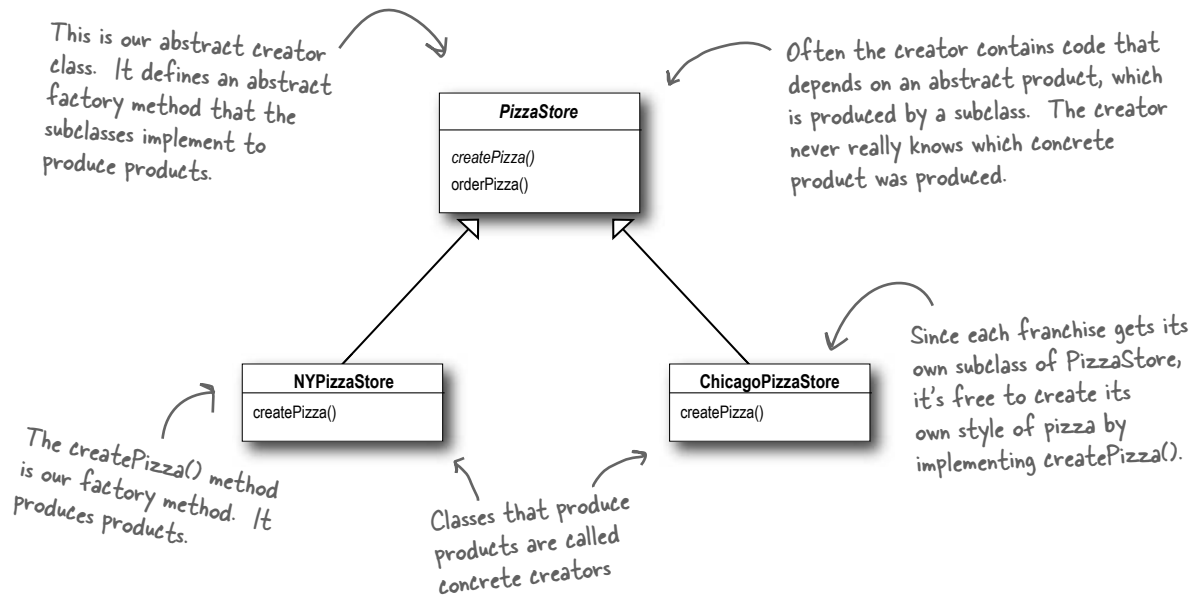 This is our abstract creator
class. It defines an abstract
factory method that the
subclasses implement to
produce products.
Often the creator contains code that
depends on an abstract product, which
is produced by a subclass. The creator
never really knows which concrete
product was produced.
PizzaStore
createPizza()
orderPizza()
NYPizzaStore
createPizza()
ChicagoPizzaStore
createPizza()
Since each franchise gets its
own subclass of PizzaStore,
it's free to create its
own style of pizza by
implementing createPizza().
The createPizza() method
is our factory method. It
produces products.
Classes that produce
products are called
concrete creators